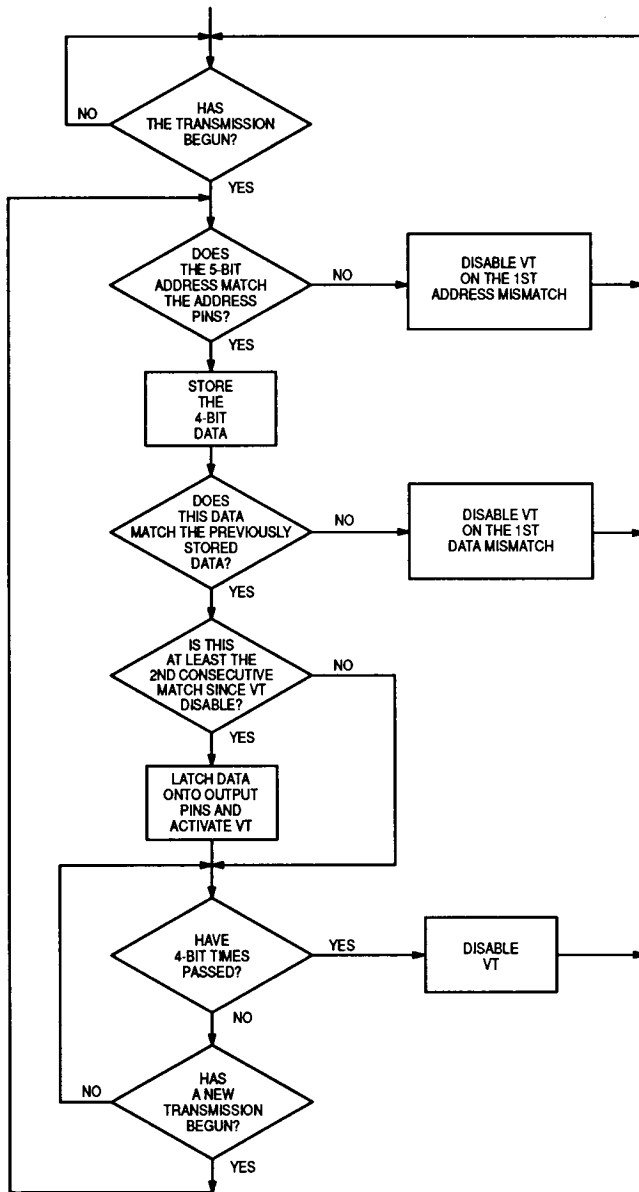 HAS
THE TRANSMISSION
BEGUN?
NO
YES
DOES
THE 5-BIT
ADDRESS MATCH
THE ADDRESS
PINS?
NO
DISABLE VT
ON THE 1ST
ADDRESS MISMATCH
YES
STORE
THE
4-BIT
DATA
DOES
THIS DATA
MATCH THE PREVIOUSLY
STORED
DATA?
NO
DISABLE VT
ON THE 1ST
DATA MISMATCH
YES
IS THIS
AT LEAST THE
2ND CONSECUTIVE
MATCH SINCE VT
DISABLE?
NO
YES
LATCH DATA
ONTO OUTPUT
PINS AND
ACTIVATE VT
HAVE
4-BIT TIMES
PASSED?
YES
DISABLE
VT
NO
HAS
A NEW
TRANSMISSION
BEGUN?
NO
YES